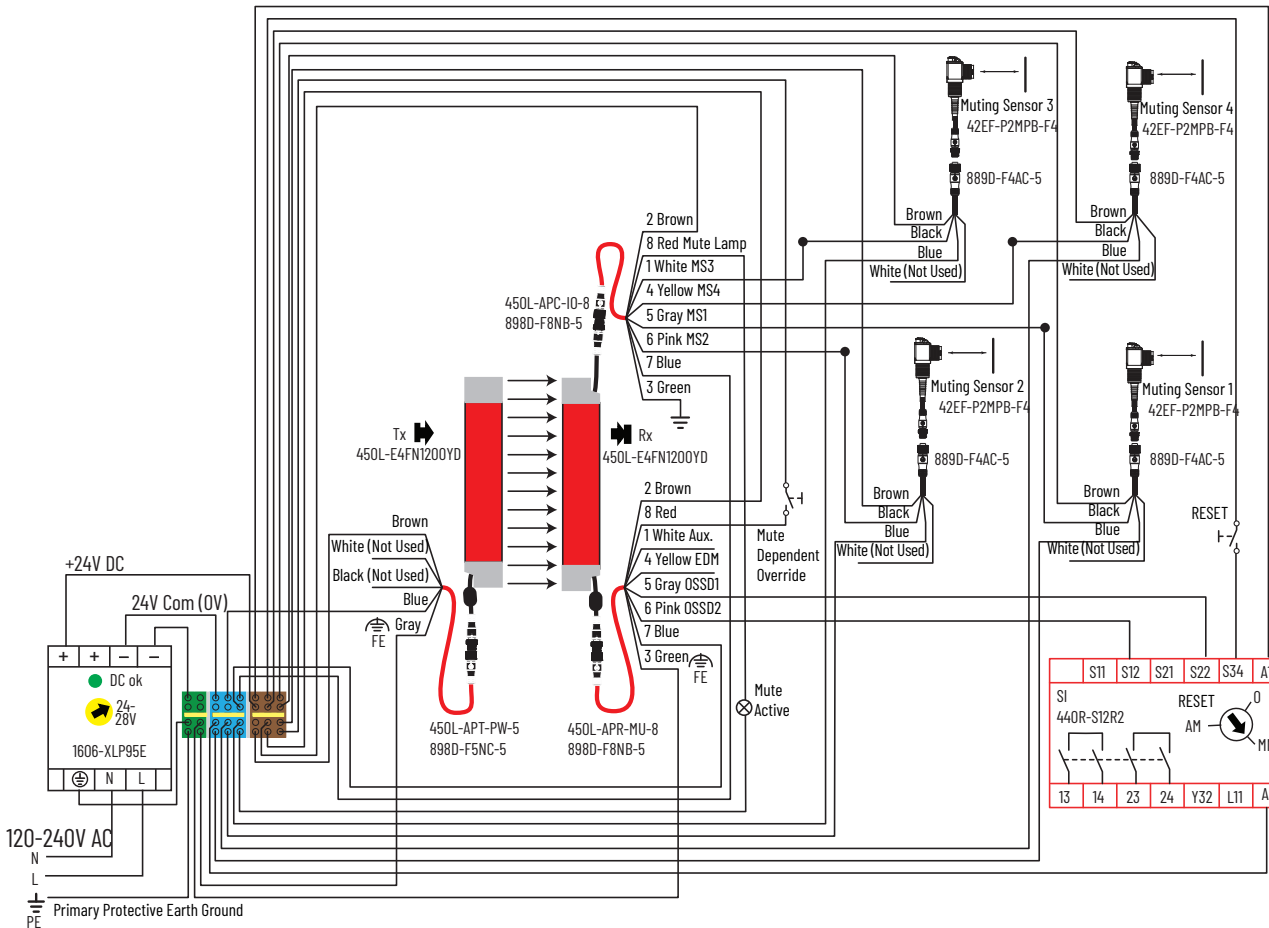 Muting Sensor 3
42EF-P2MPB-F4
889D-F4AC-5
Brown
Black
Blue
White (Not Used)
Muting Sensor 4
42EF-P2MPB-F4
889D-F4AC-5
Brown
Black
Blue
White (Not Used)
2 Brown
8 Red Mute Lamp
1 White MS3
4 Yellow MS4
5 Gray MS1
6 Pink MS2
7 Blue
3 Green
450L-APC-IO-8
898D-F8NB-5
Muting Sensor 2
42EF-P2MPB-F4
889D-F4AC-5
Brown
Black
Blue
White (Not Used)
Muting Sensor 1
42EF-P2MPB-F4
889D-F4AC-5
Brown
Black
Blue
White (Not Used)
Tx
450L-E4FN1200YD
Rx
450L-E4FN1200YD
2 Brown
8 Red
1 White Aux.
4 Yellow EDM
5 Gray OSSD1
6 Pink OSSD2
7 Blue
3 Green
FE
Mute
Dependent
Override
RESET
Brown
White (Not Used)
Black (Not Used)
Blue
Gray
FE
+24V DC
24V Com (0V)
+ + – –
DC ok
24-
28V
1606-XLP95E
N L
450L-APT-PW-5
898D-F5NC-5
450L-APR-MU-8
898D-F8NB-5
Mute
Active
S11 S12 S21 S22 S34
SI
440R-S12R2
RESET
0
AM
13 14 23 24 Y32 L11
120-240V AC
N
L
PE
Primary Protective Earth Ground